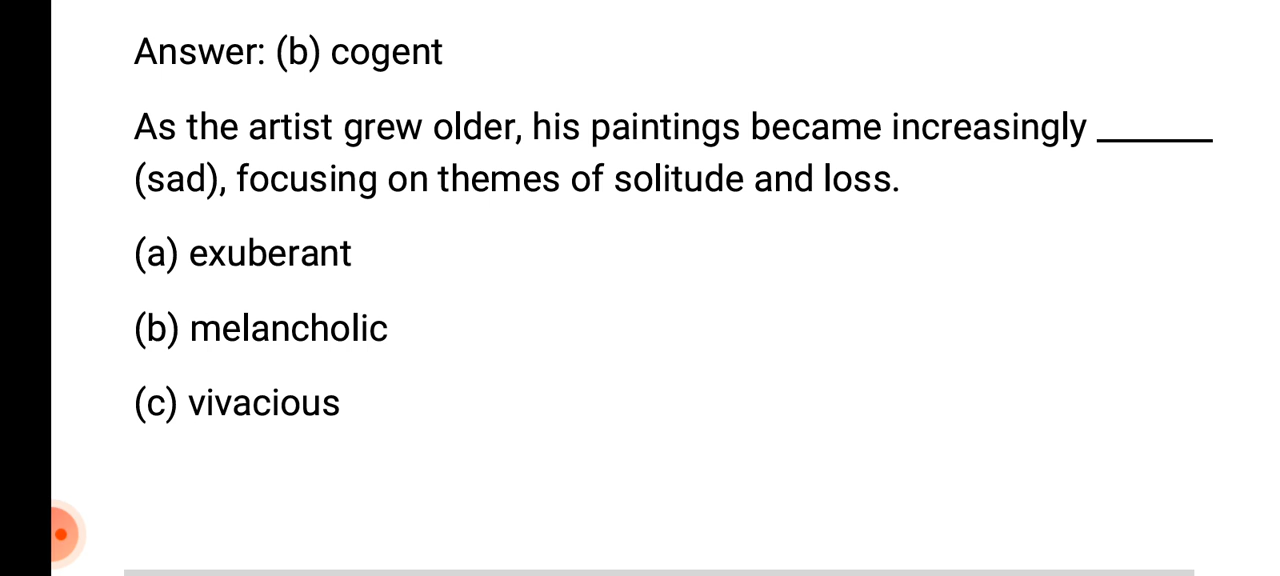 Answer: (b) cogent
As the artist grew older, his paintings became increasingly ______
(sad), focusing on themes of solitude and loss.
(a) exuberant
(b) melancholic
(c) vivacious